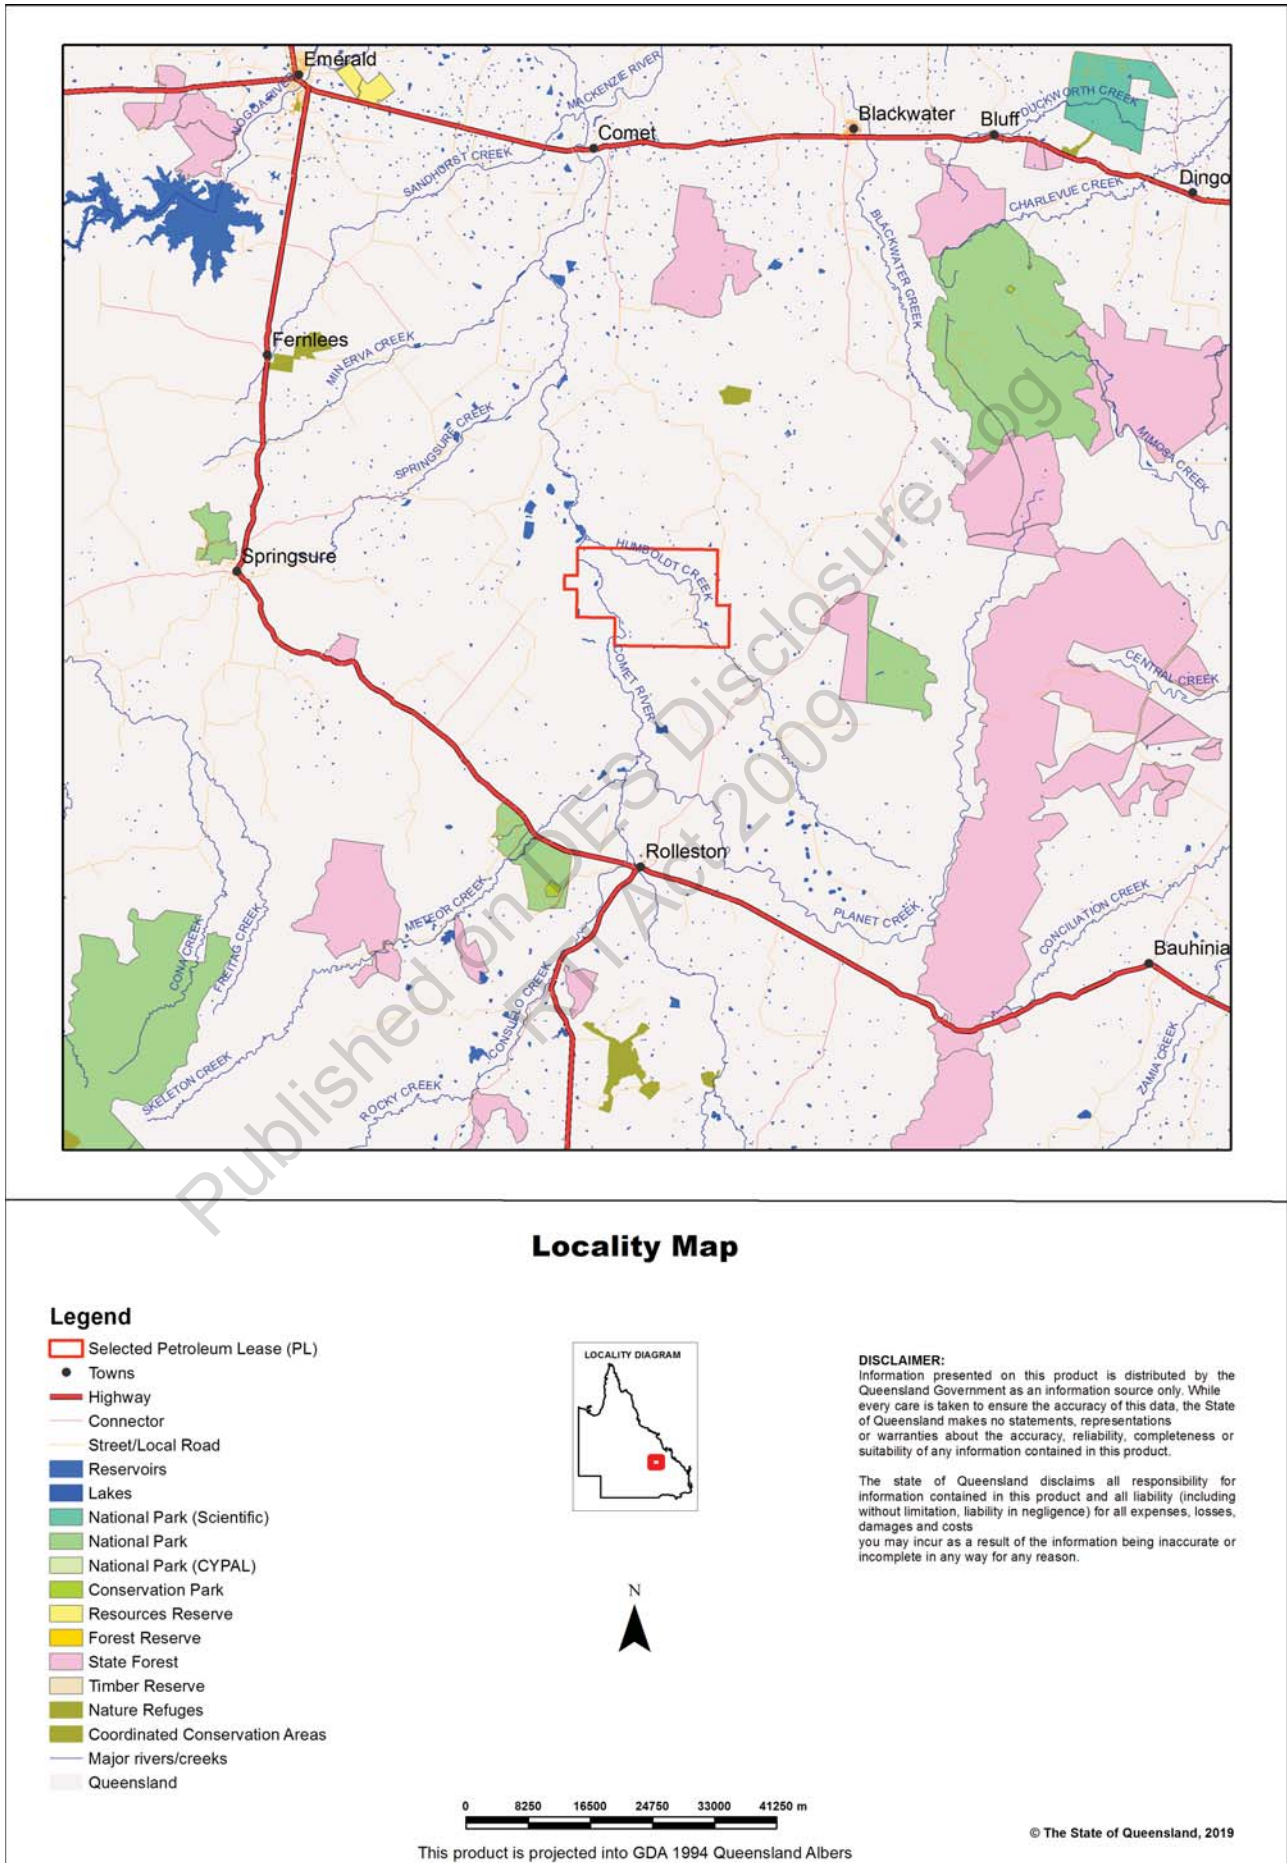 Emerald
NOGOA RIVER
MACKENZIE RIVER
DUCKWORTH CREEK
Blackwater
Bluff
Comet
SANDHURST CREEK
Dingo
CHARLEVUE CREEK
BLACKWATER GREEK
Fernlees
MINERVA CREEK
SPRINGSURE CREEK
MIMOSA CREEK
Springsure
HUMBOLDT CREEK
COMET RIVER
CENTRAL CREEK
Rolleston
METEOR CREEK
PLANET CREEK
CONCILIATION CREEK
Bauhinia
CONA CREEK
FREITAG CREEK
CONSUELO CREEK
SKELETON CREEK
ROCKY CREEK
ZAMIA CREEK
Published on DES Disclosure Log
RTI Act 2009
Locality Map
Legend
Selected Petroleum Lease (PL)
Towns
Highway
Connector
Street/Local Road
Reservoirs
Lakes
National Park (Scientific)
National Park
National Park (CYPAL)
Conservation Park
Resources Reserve
Forest Reserve
State Forest
Timber Reserve
Nature Refuges
Coordinated Conservation Areas
Major rivers/creeks
Queensland
LOCALITY DIAGRAM
N
DISCLAIMER:
Information presented on this product is distributed by the
Queensland Government as an information source only. While
every care is taken to ensure the accuracy of this data, the State
of Queensland makes no statements, representations
or warranties about the accuracy, reliability, completeness or
suitability of any information contained in this product.
The state of Queensland disclaims all responsibility for
information contained in this product and all liability (including
without limitation, liability in negligence) for all expenses, losses,
damages and costs
you may incur as a result of the information being inaccurate or
incomplete in any way for any reason.
0 8250 16500 24750 33000 41250 m
This product is projected into GDA 1994 Queensland Albers
© The State of Queensland, 2019